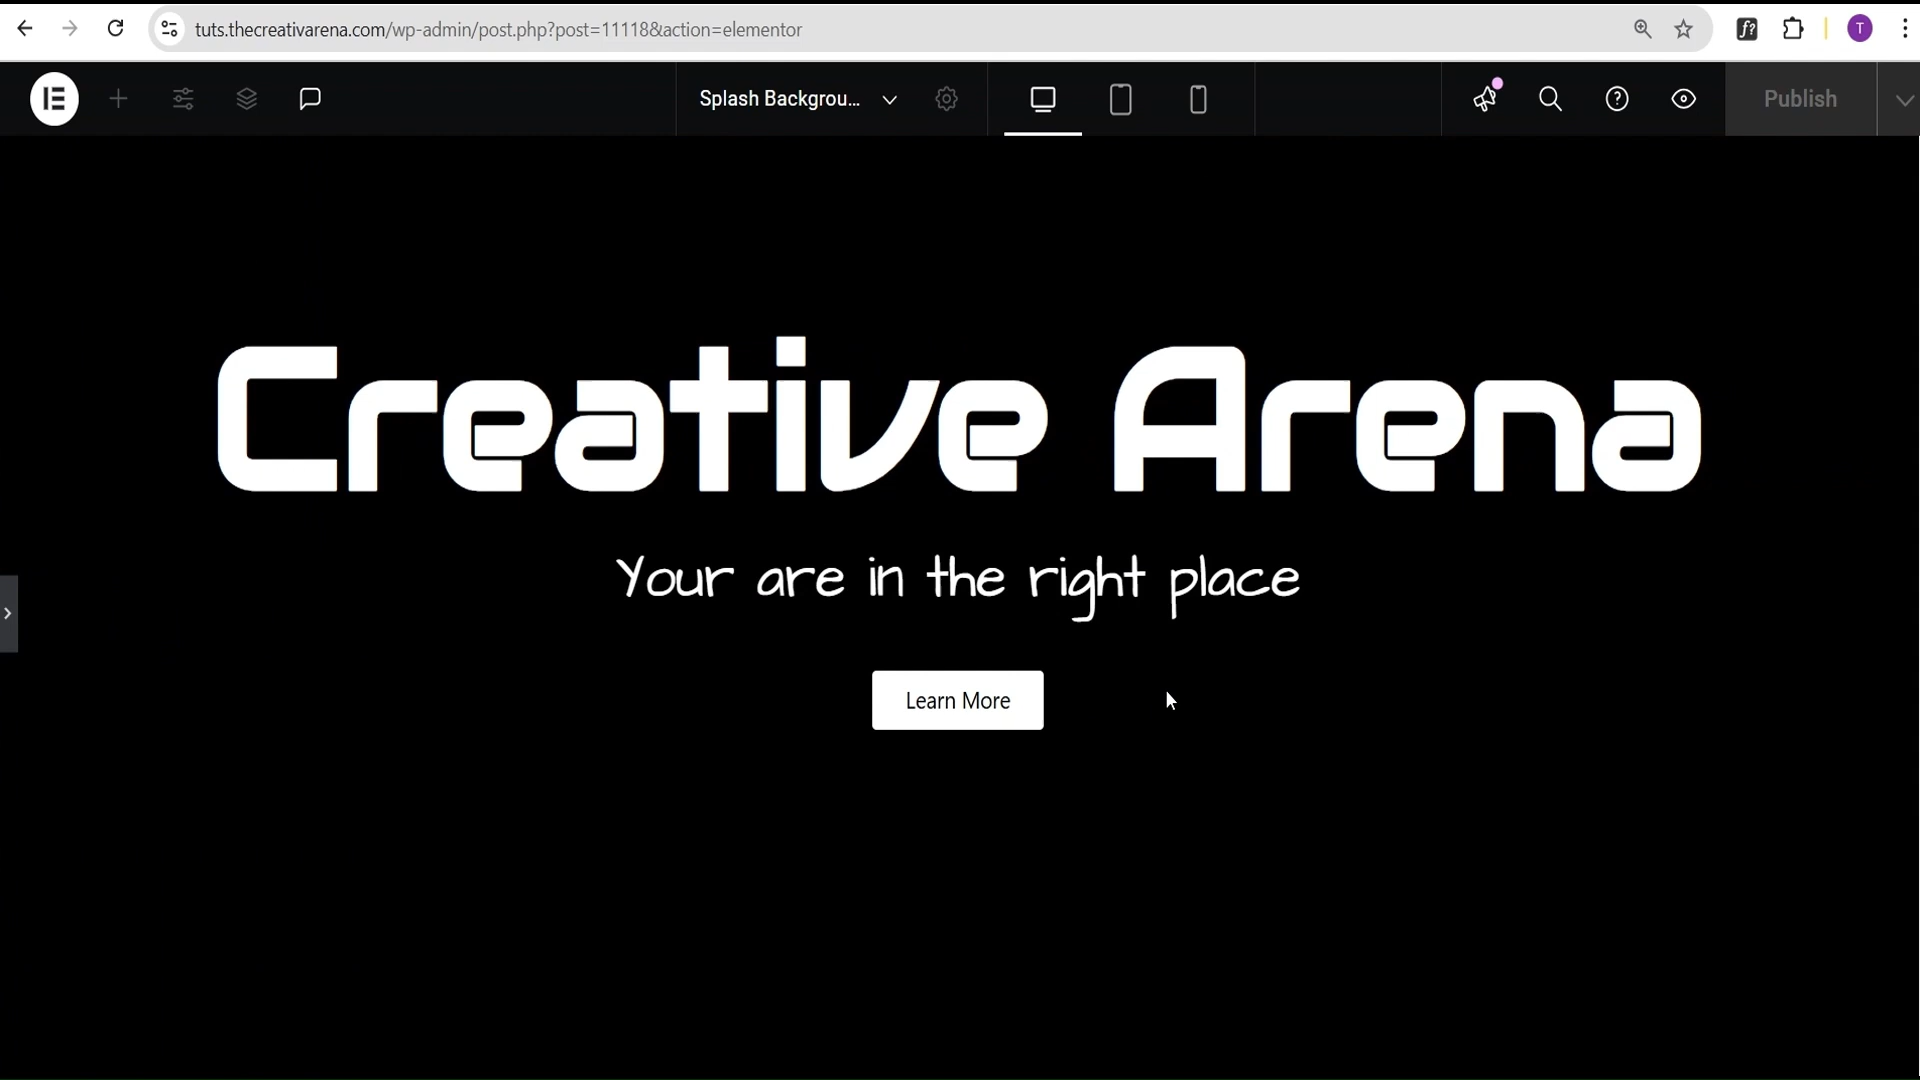 tuts.thecreativarena.com/wp-admin/post.php?post=11118&action=elementor
T
Splash Backgrou...
Publish
Creative Arena
Your are in the right place
Learn More